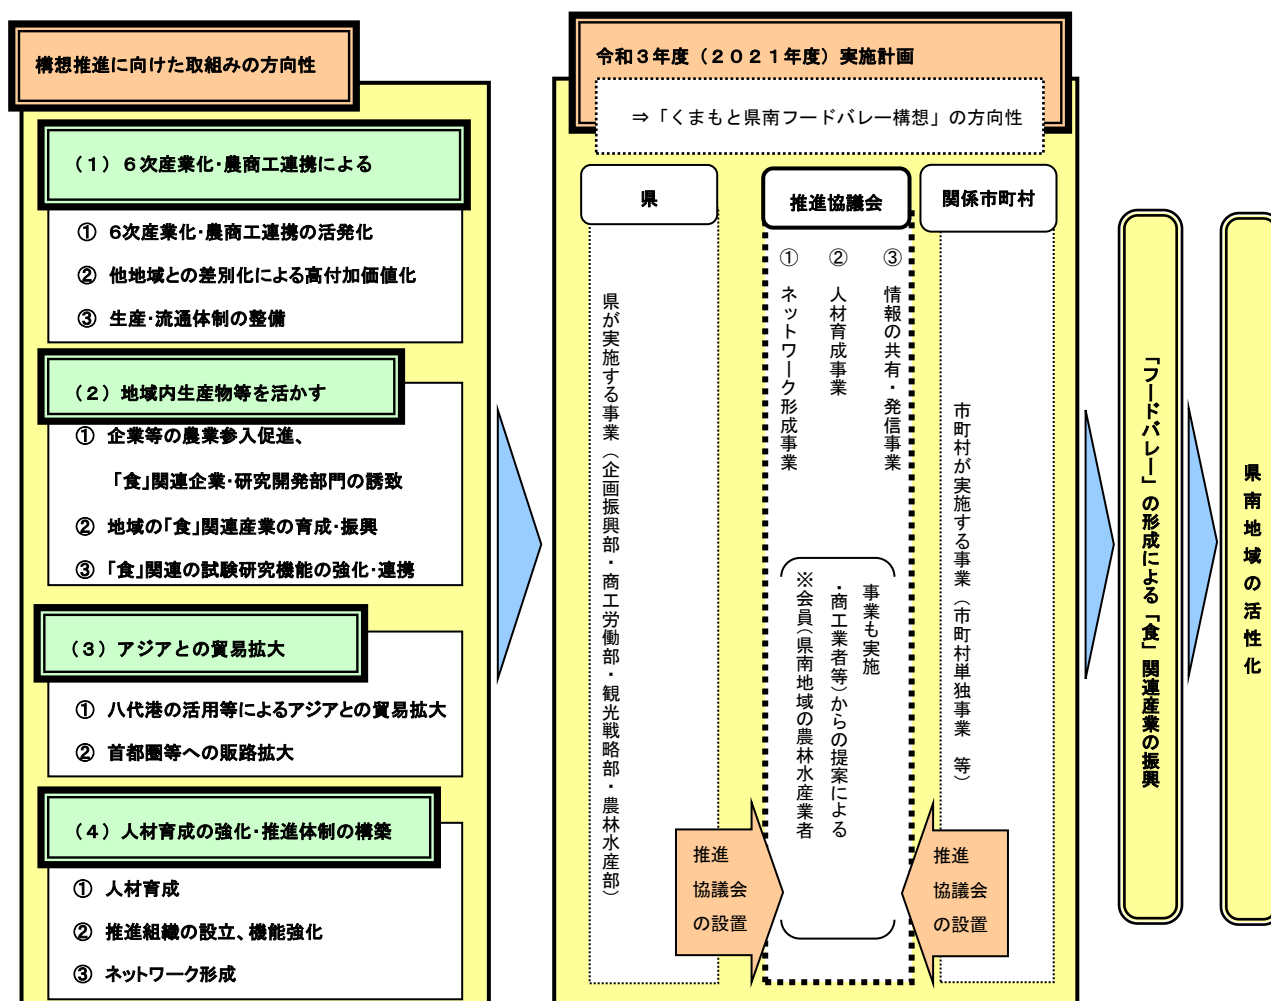 構想推進に向けた取組みの方向性
（１）６次産業化・農商工連携による
① 6次産業化・農商工連携の活発化
② 他地域との差別化による高付加価値化
③ 生産・流通体制の整備
（２）地域内生産物等を活かす
① 企業等の農業参入促進、
「食」関連企業・研究開発部門の誘致
② 地域の「食」関連産業の育成・振興
③ 「食」関連の試験研究機能の強化・連携
（３）アジアとの貿易拡大
① 八代港の活用等によるアジアとの貿易拡大
② 首都圏等への販路拡大
（４）人材育成の強化・推進体制の構築
① 人材育成
② 推進組織の設立、機能強化
③ ネットワーク形成
令和３年度（２０２１年度）実施計画
⇒「くまもと県南フードバレー構想」の方向性
県
県が実施する事業（企画振興部・商工労働部・観光戦略部・農林水産部）
推進協議会
① ネットワーク形成事業
② 人材育成事業
③ 情報の共有・発信事業
※会員（県南地域の農林水産業者
・商工業者等）からの提案による
事業も実施
関係市町村
市町村が実施する事業（市町村単独事業 等）
推進
協議会
の設置
推進
協議会
の設置
「フードバレー」の形成による「食」関連産業の振興
県南地域の活性化